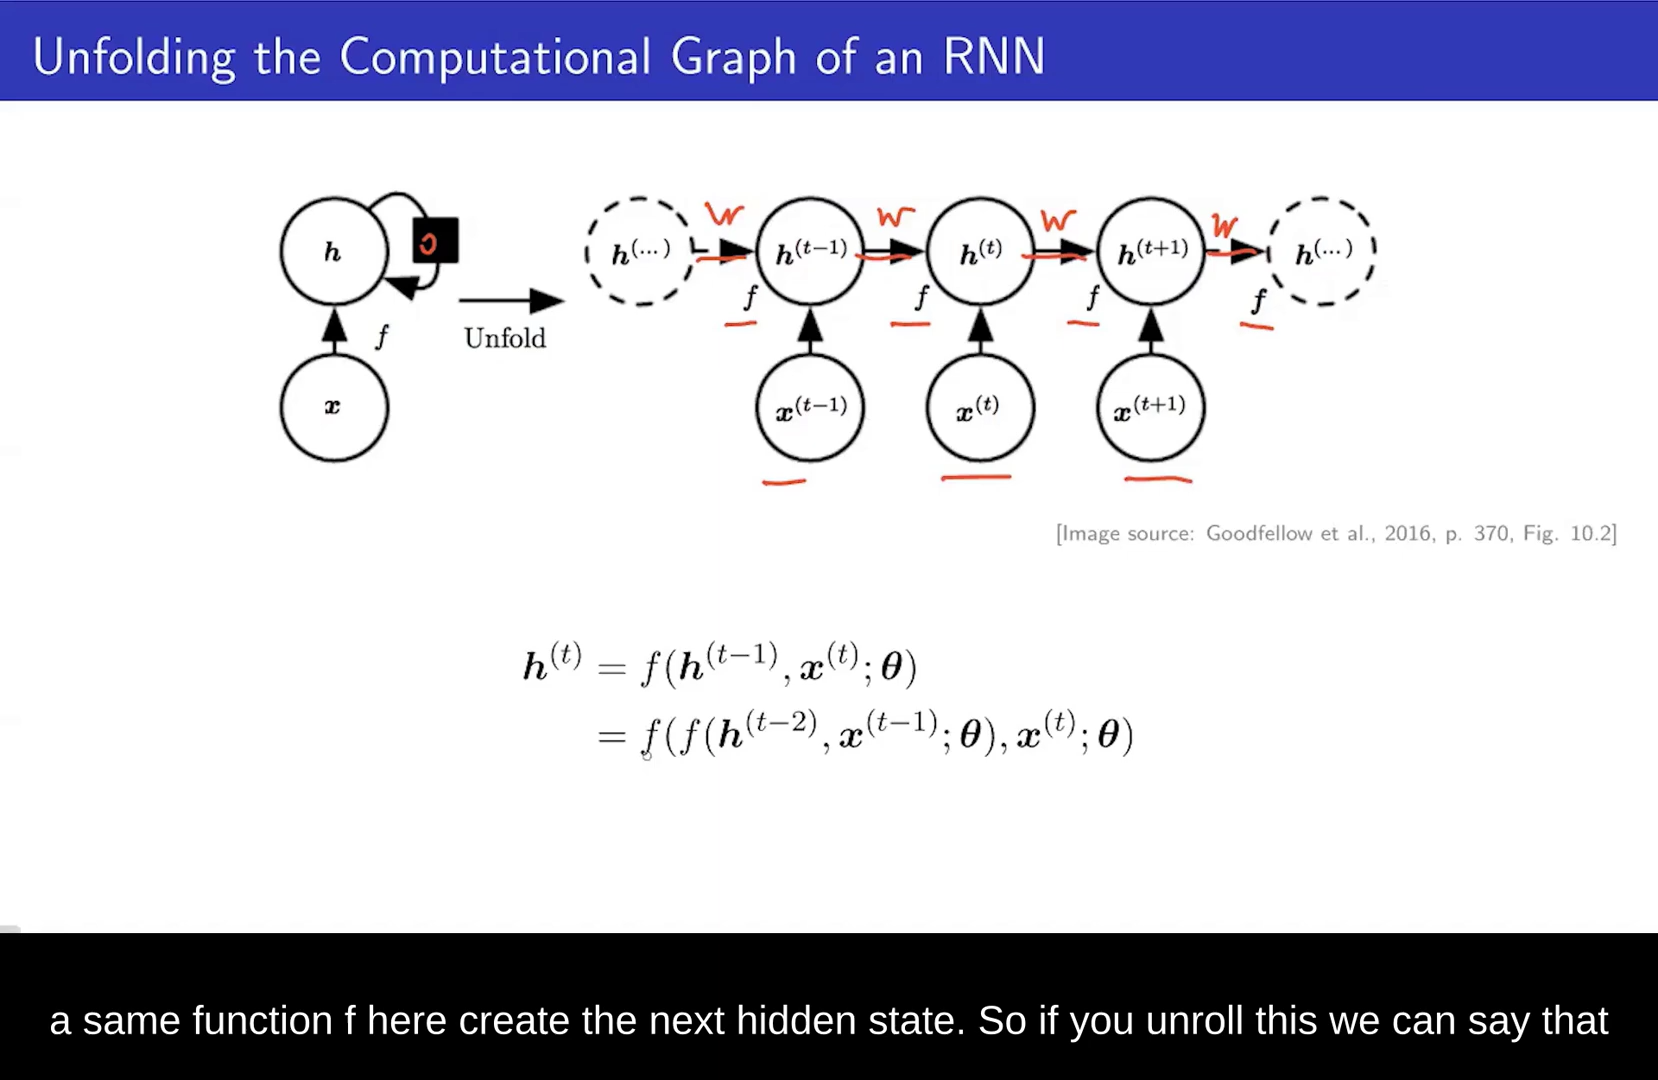 Unfolding the Computational Graph of an RNN
W W W W
h h^(...) h^(t−1) h^(t) h^(t+1) h^(...)
f f f f
f Unfold
x x^(t−1) x^(t) x^(t+1)
[Image source: Goodfellow et al., 2016, p. 370, Fig. 10.2]
h^(t) = f(h^(t−1), x^(t); θ)
= f(f(h^(t−2), x^(t−1); θ), x^(t); θ)
a same function f here create the next hidden state. So if you unroll this we can say that